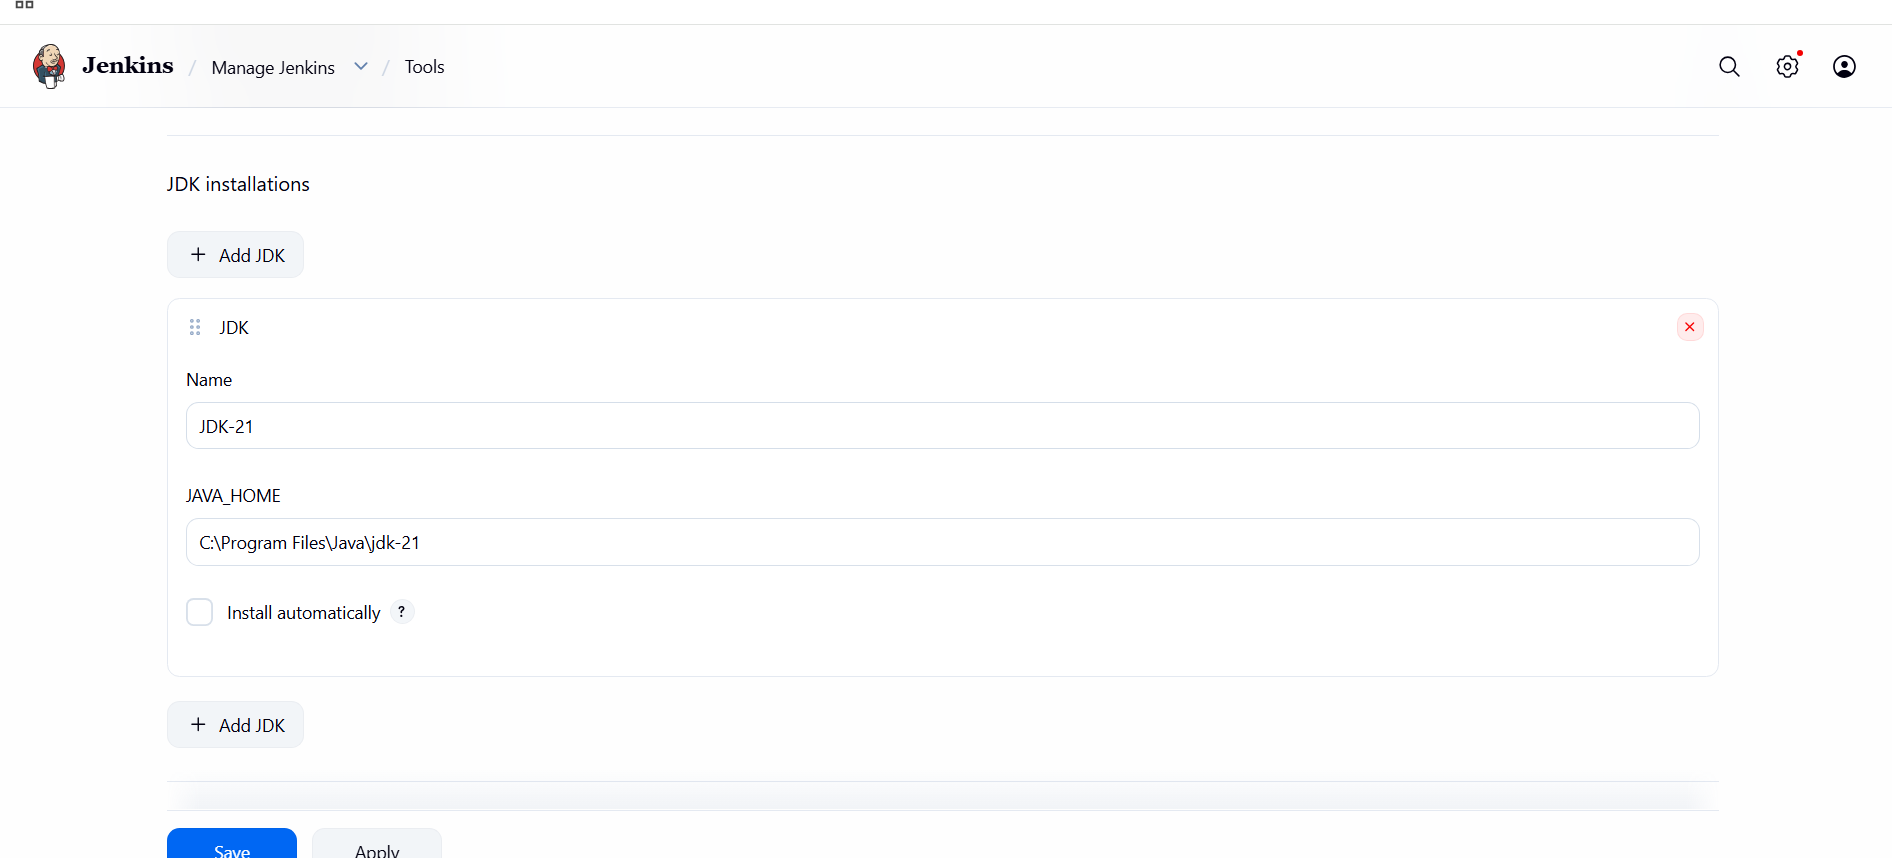 Jenkins / Manage Jenkins / Tools
JDK installations
+ Add JDK
JDK
Name
JDK-21
JAVA_HOME
C:\Program Files\Java\jdk-21
Install automatically ?
+ Add JDK
Save Apply